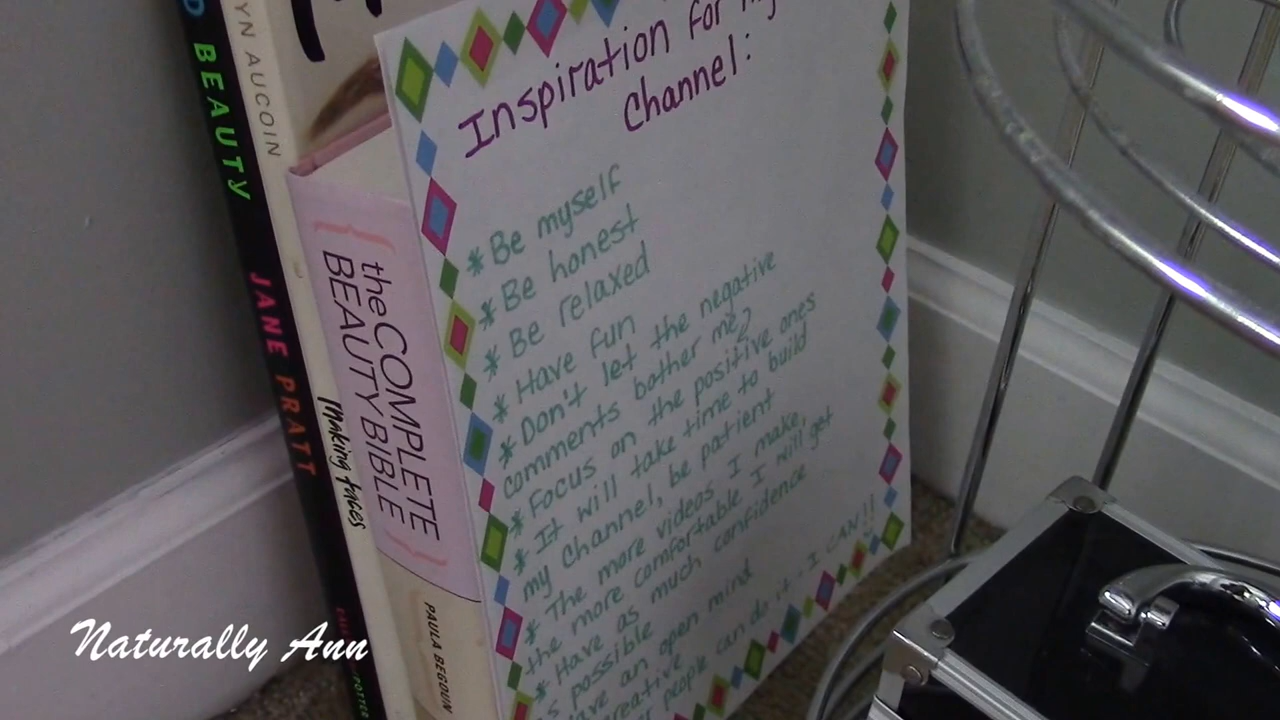 D BEAUTY
JANE PRATT
YN AUCOIN
making faces
{the COMPLETE
BEAUTY BIBLE}
PAULA BEGOUN
Inspiration for my
Channel:
* Be myself
* Be honest
* Be relaxed
* Have fun
* Don't let the negative
comments bother me?
* Focus on the positive ones
* It will take time to build
my channel, be patient
* The more videos I make,
the more comfortable I will get
* Have as much confidence
as possible
have an open mind
creative
people can do it, I CAN!!
Naturally Ann